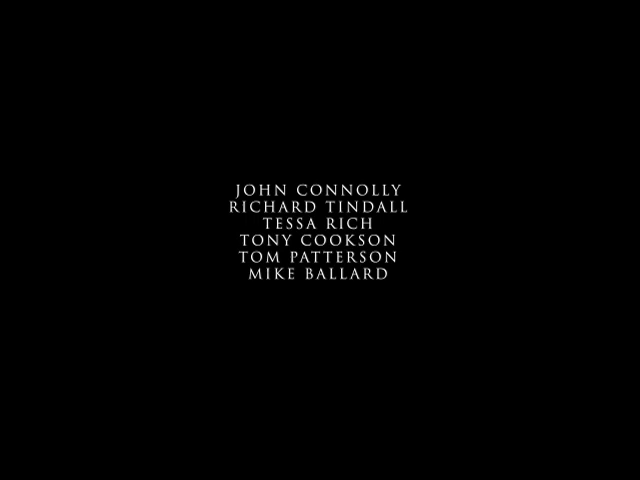 JOHN CONNOLLY
RICHARD TINDALL
TESSA RICH
TONY COOKSON
TOM PATTERSON
MIKE BALLARD